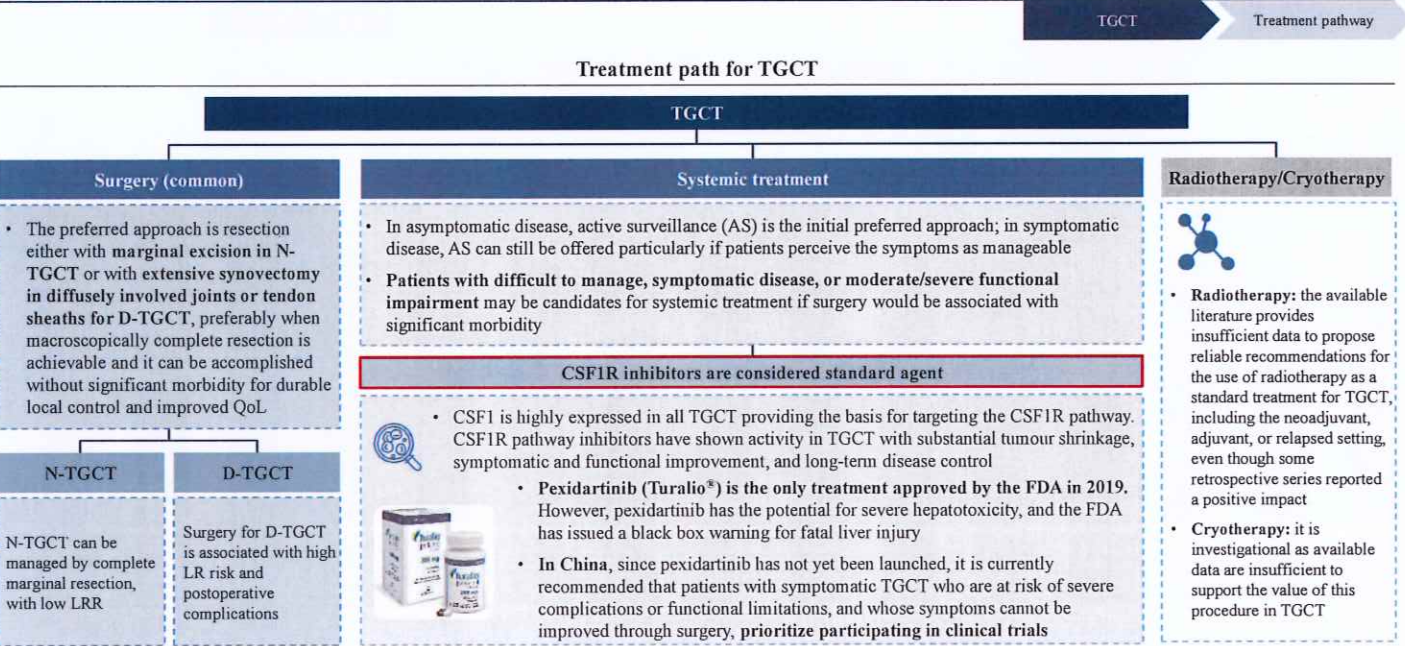 TGCT
Treatment pathway
Treatment path for TGCT
TGCT
Surgery (common)
• The preferred approach is resection
either with marginal excision in N-
TGCT or with extensive synovectomy
in diffusely involved joints or tendon
sheaths for D-TGCT, preferably when
macroscopically complete resection is
achievable and it can be accomplished
without significant morbidity for durable
local control and improved QoL
N-TGCT
N-TGCT can be
managed by complete
marginal resection,
with low LRR
D-TGCT
Surgery for D-TGCT
is associated with high
LR risk and
postoperative
complications
Systemic treatment
• In asymptomatic disease, active surveillance (AS) is the initial preferred approach; in symptomatic
disease, AS can still be offered particularly if patients perceive the symptoms as manageable
• Patients with difficult to manage, symptomatic disease, or moderate/severe functional
impairment may be candidates for systemic treatment if surgery would be associated with
significant morbidity
CSF1R inhibitors are considered standard agent
• CSF1 is highly expressed in all TGCT providing the basis for targeting the CSF1R pathway.
CSF1R pathway inhibitors have shown activity in TGCT with substantial tumour shrinkage,
symptomatic and functional improvement, and long-term disease control
• Pexidartinib (Turalio®) is the only treatment approved by the FDA in 2019.
However, pexidartinib has the potential for severe hepatotoxicity, and the FDA
has issued a black box warning for fatal liver injury
• In China, since pexidartinib has not yet been launched, it is currently
recommended that patients with symptomatic TGCT who are at risk of severe
complications or functional limitations, and whose symptoms cannot be
improved through surgery, prioritize participating in clinical trials
Radiotherapy/Cryotherapy
• Radiotherapy: the available
literature provides
insufficient data to propose
reliable recommendations for
the use of radiotherapy as a
standard treatment for TGCT,
including the neoadjuvant,
adjuvant, or relapsed setting,
even though some
retrospective series reported
a positive impact
• Cryotherapy: it is
investigational as available
data are insufficient to
support the value of this
procedure in TGCT